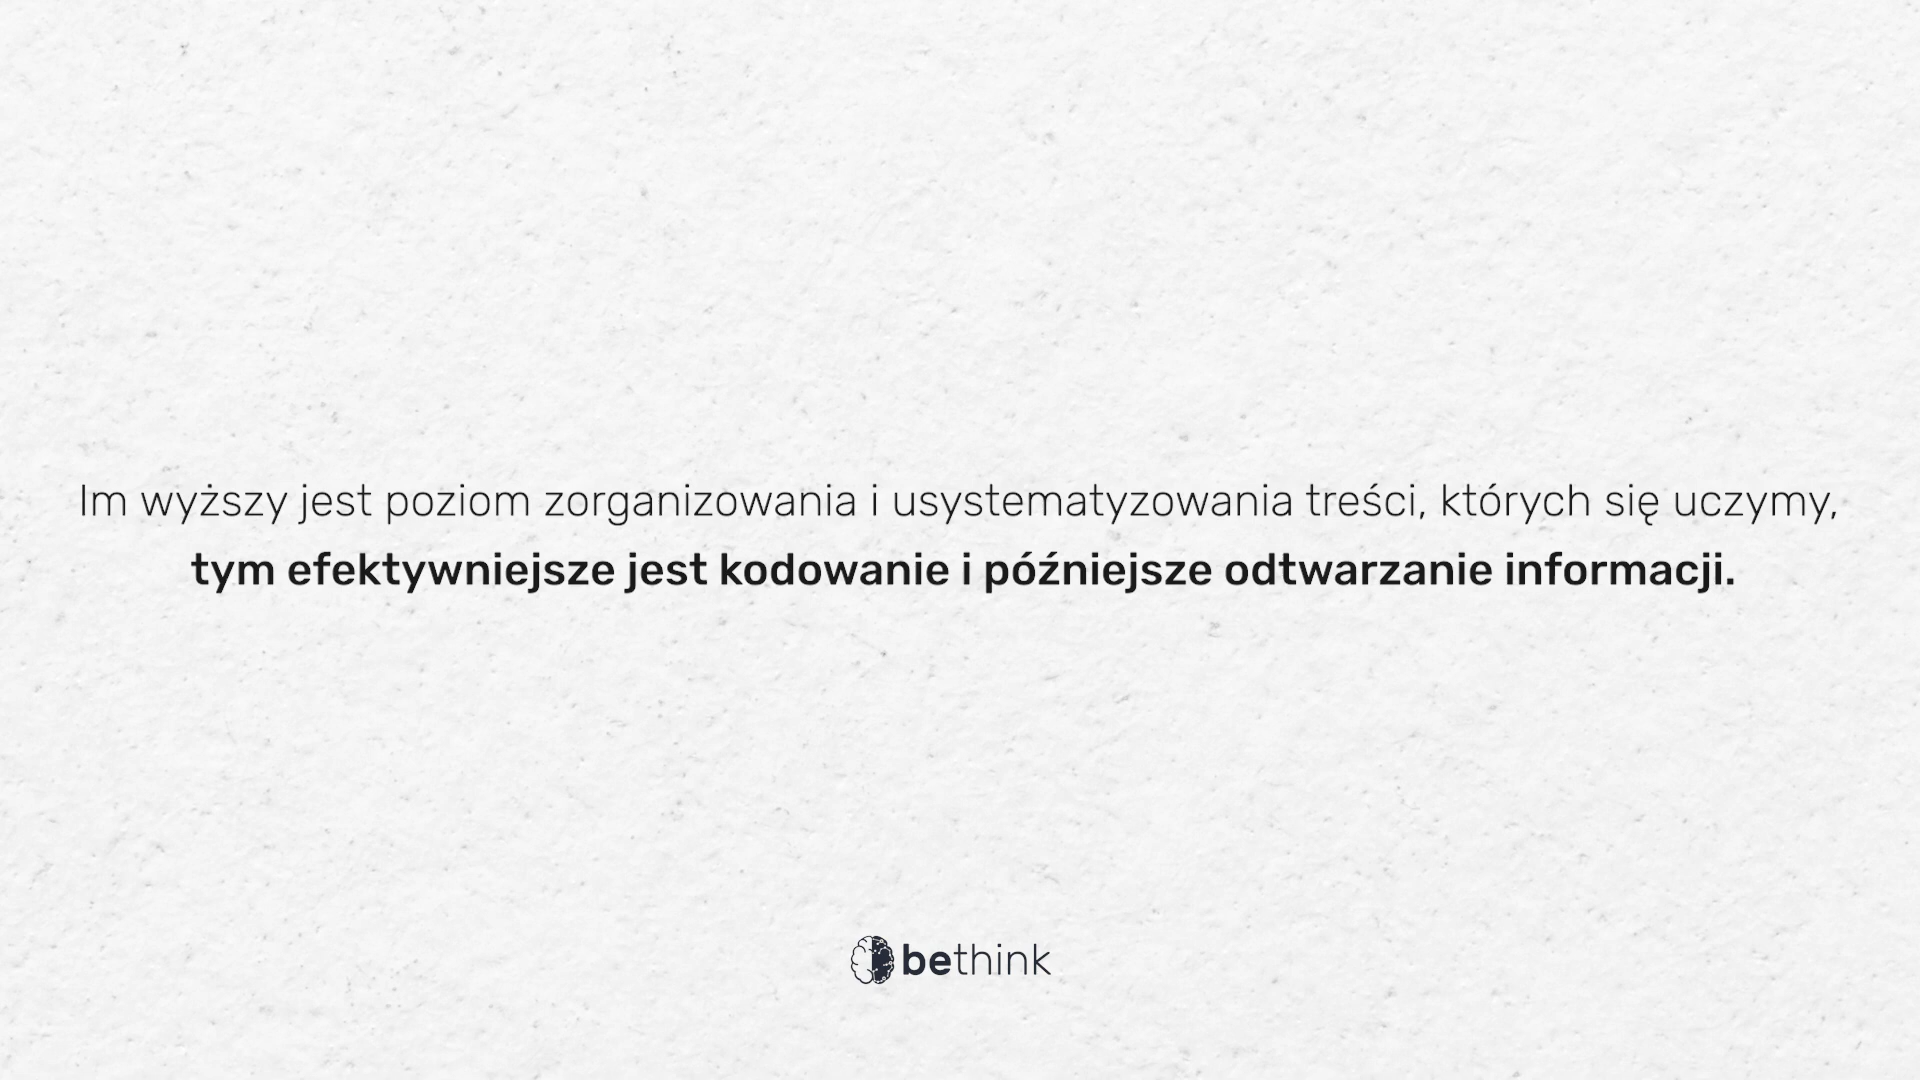 Im wyższy jest poziom zorganizowania i usystematyzowania treści, których się uczymy,
tym efektywniejsze jest kodowanie i późniejsze odtwarzanie informacji.
bethink